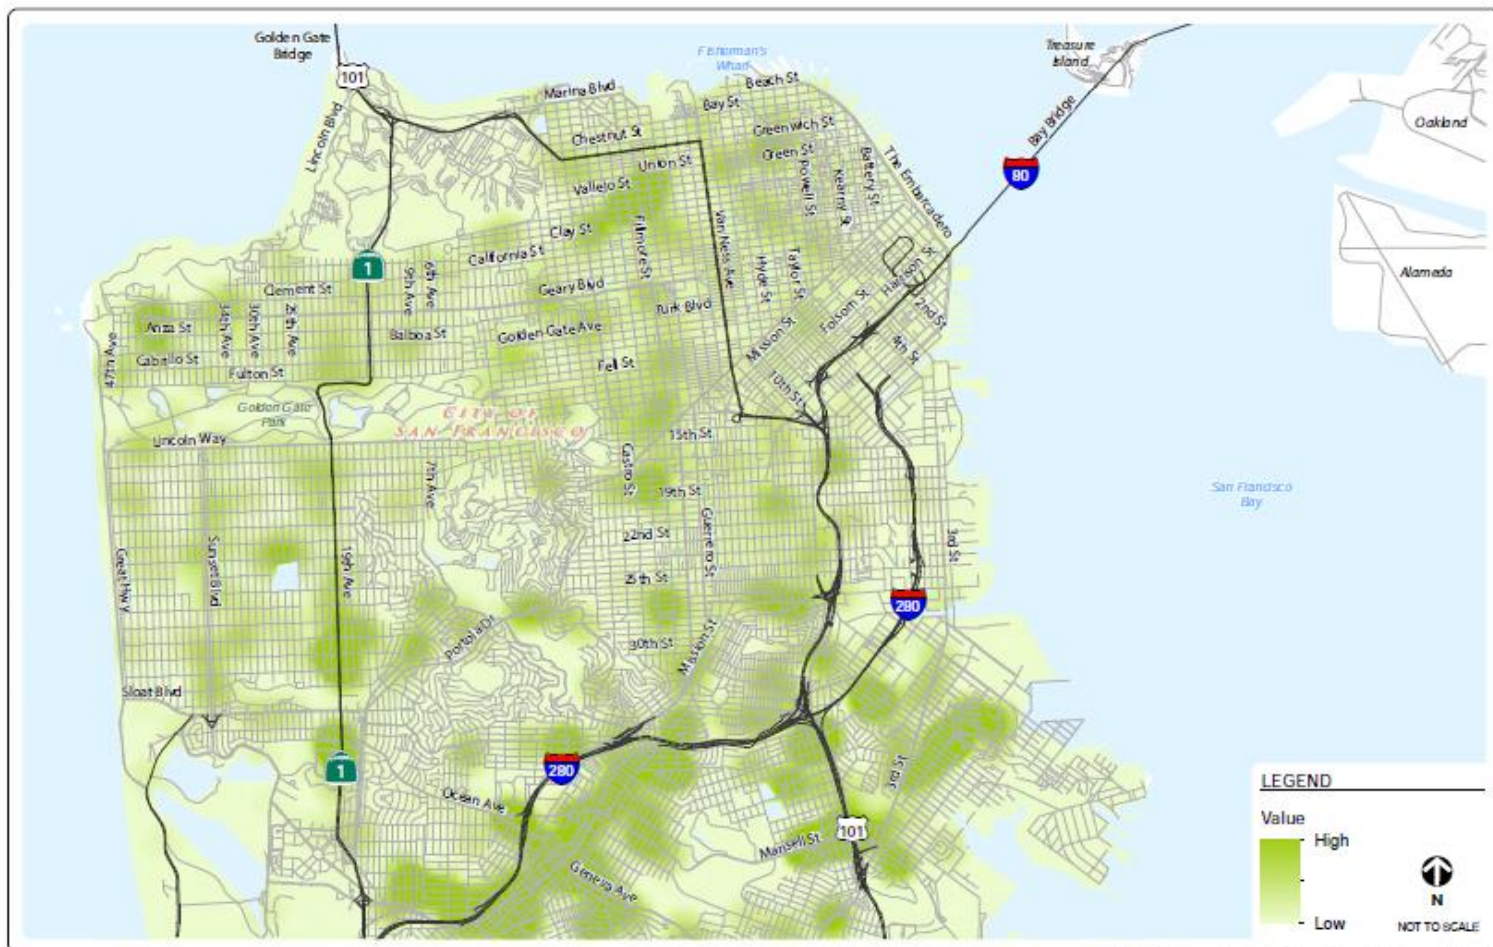 Golden Gate
Bridge
101
Fisherman's
Wharf
Treasure
Island
Beach St
Marina Blvd
Bay St
Bay Bridge
Oakland
Lincoln Blvd
Chestnut St
Greenwich St
Green St
Union St
Battery St
The Embarcadero
80
Vallejo St
Powell St
Kearny St
Clay St
Fillmore St
Van Ness Ave
California St
1
Clement St
9th Ave
6th Ave
Geary Blvd
Hyde St
Taylor St
Harrison St
Alameda
Anza St
34th Ave
30th Ave
25th Ave
Balboa St
Golden Gate Ave
Turk Blvd
Folsom St
2nd St
47th Ave
Cabrillo St
Fulton St
Fell St
Mission St
4th St
10th St
Golden Gate
Park
CITY OF
SAN FRANCISCO
Lincoln Way
15th St
7th Ave
Castro St
19th St
San Francisco
Bay
Great Hwy
Sunset Blvd
19th Ave
22nd St
Guerrero St
3rd St
25th St
280
Portola Dr
30th St
Mission St
Sloat Blvd
1
280
3rd St
Ocean Ave
Mansell St
101
Geneva Ave
LEGEND
Value
High
Low
N
NOT TO SCALE